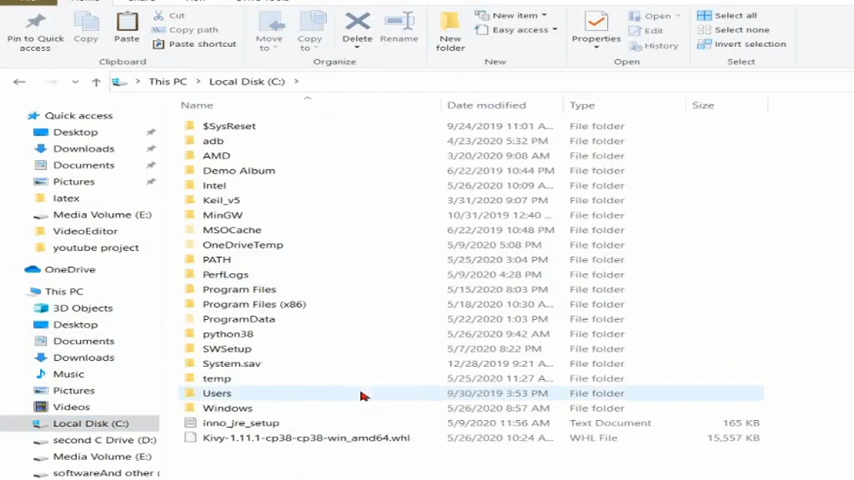 Cut
Copy path
Paste shortcut
Pin to Quick access
Copy
Paste
Clipboard
Move to
Copy to
Delete
Rename
Organize
New folder
New item
Easy access
New
Properties
Open
Edit
History
Open
Select all
Select none
Invert selection
Select
This PC > Local Disk (C:) >
Name Date modified Type Size
Quick access
Desktop
Downloads
Documents
Pictures
latex
Media Volume (E:)
VideoEditor
youtube project
OneDrive
This PC
3D Objects
Desktop
Documents
Downloads
Music
Pictures
Videos
Local Disk (C:)
second C Drive (D:)
Media Volume (E:)
softwareAnd other (
$SysReset 9/24/2019 11:01 A... File folder
adb 4/23/2020 5:32 PM File folder
AMD 3/20/2020 9:08 AM File folder
Demo Album 6/22/2019 10:44 PM File folder
Intel 5/26/2020 10:09 A... File folder
Keil_v5 3/31/2020 9:07 PM File folder
MinGW 10/31/2019 12:40 ... File folder
MSOCache 6/22/2019 10:48 PM File folder
OneDriveTemp 5/9/2020 5:08 PM File folder
PATH 5/25/2020 3:04 PM File folder
PerfLogs 5/9/2020 4:28 PM File folder
Program Files 5/15/2020 8:03 PM File folder
Program Files (x86) 5/18/2020 10:30 A... File folder
ProgramData 5/22/2020 1:03 PM File folder
python38 5/26/2020 9:42 AM File folder
SWSetup 5/7/2020 8:22 PM File folder
System.sav 12/28/2019 9:21 A... File folder
temp 5/25/2020 11:27 A... File folder
Users 9/30/2019 3:53 PM File folder
Windows 5/26/2020 8:57 AM File folder
inno_jre_setup 5/9/2020 11:56 AM Text Document 165 KB
Kivy-1.11.1-cp38-cp38-win_amd64.whl 5/26/2020 10:24 A... WHL File 15,557 KB